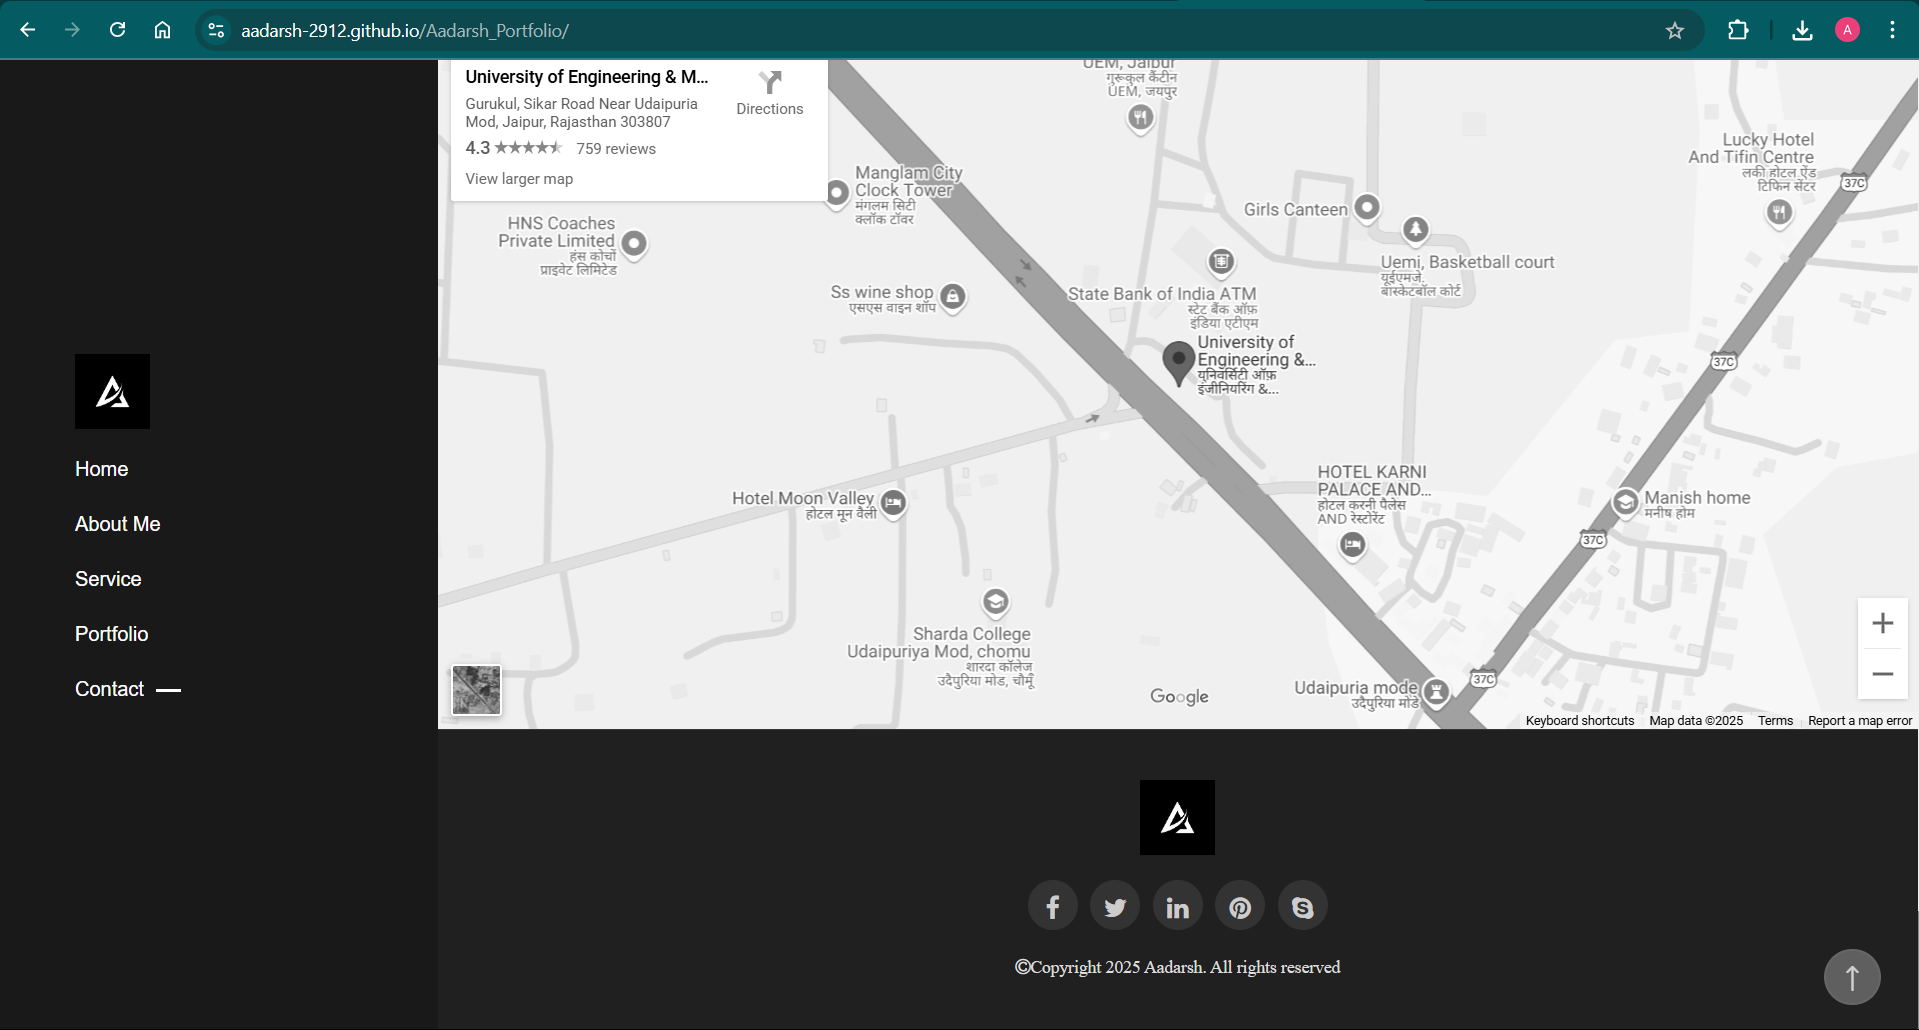 aadarsh-2912.github.io/Aadarsh_Portfolio/
A
Home
About Me
Service
Portfolio
Contact
University of Engineering & M...
Gurukul, Sikar Road Near Udaipuria
Mod, Jaipur, Rajasthan 303807
4.3
759 reviews
View larger map
Directions
UEM, Jaipur
गुरूकुल कैंटीन
UEM, जयपुर
Lucky Hotel
And Tifin Centre
लकी होटल ऐंड
टिफिन सेंटर
37C
Manglam City
Clock Tower
मंगलम सिटी
क्लॉक टॉवर
HNS Coaches
Private Limited
हंस कोचों
प्राइवेट लिमिटेड
Girls Canteen
Uemj, Basketball court
यूईएमजे.
बास्केटबॉल कोर्ट
Ss wine shop
एसएस वाइन शॉप
State Bank of India ATM
स्टेट बैंक ऑफ़
इंडिया एटीएम
University of
Engineering &...
यूनिवर्सिटी ऑफ़
इंजीनियरिंग &...
37C
HOTEL KARNI
PALACE AND...
होटल करनी पैलेस
AND रेस्टोरेंट
Hotel Moon Valley
होटल मून वैली
Manish home
मनीष होम
37C
Sharda College
Udaipuriya Mod, chomu
शारदा कॉलेज
उदैपुरिया मोड, चौमूँ
Udaipuria mode
उदैपुरिया मोड
37C
Google
Keyboard shortcuts
Map data ©2025
Terms
Report a map error
©Copyright 2025 Aadarsh. All rights reserved